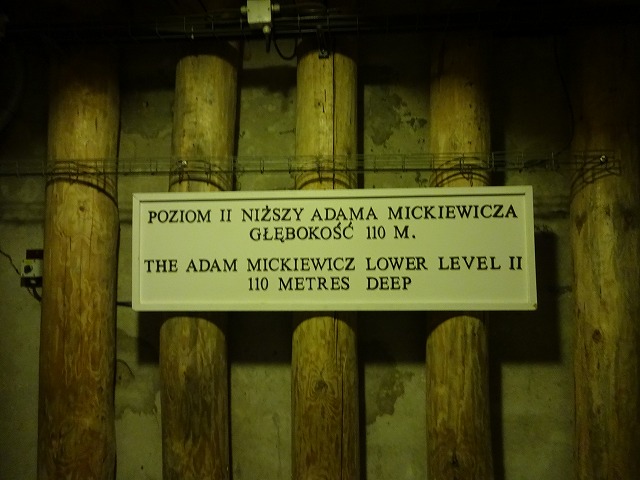 POZIOM II NIŻSZY ADAMA MICKIEWICZA
GŁĘBOKOŚĆ 110 M.
THE ADAM MICKIEWICZ LOWER LEVEL II
110 METRES DEEP